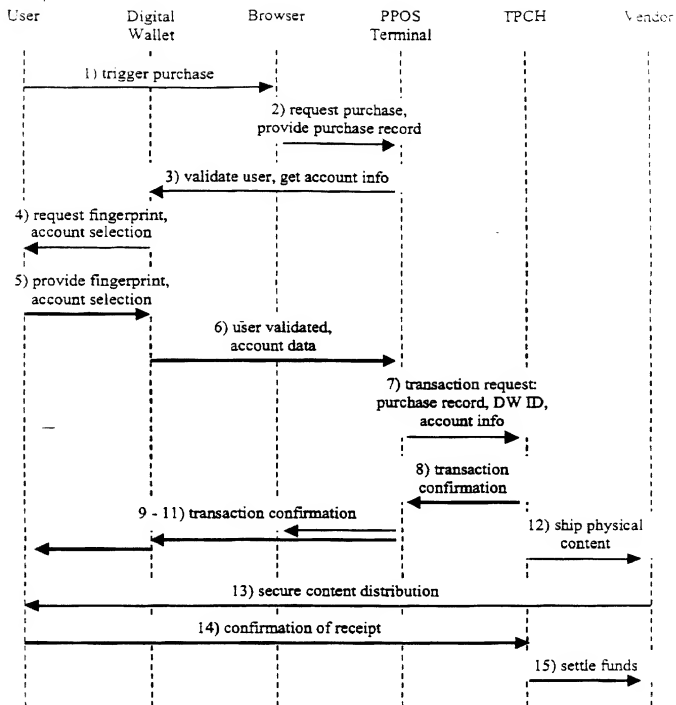 User Digital Browser PPOS TPCH Vendor
Wallet Terminal
1) trigger purchase
2) request purchase,
provide purchase record
3) validate user, get account info
4) request fingerprint,
account selection
5) provide fingerprint,
account selection
6) user validated,
account data
7) transaction request:
purchase record, DW ID,
account info
8) transaction
confirmation
9 - 11) transaction confirmation
12) ship physical
content
13) secure content distribution
14) confirmation of receipt
15) settle funds